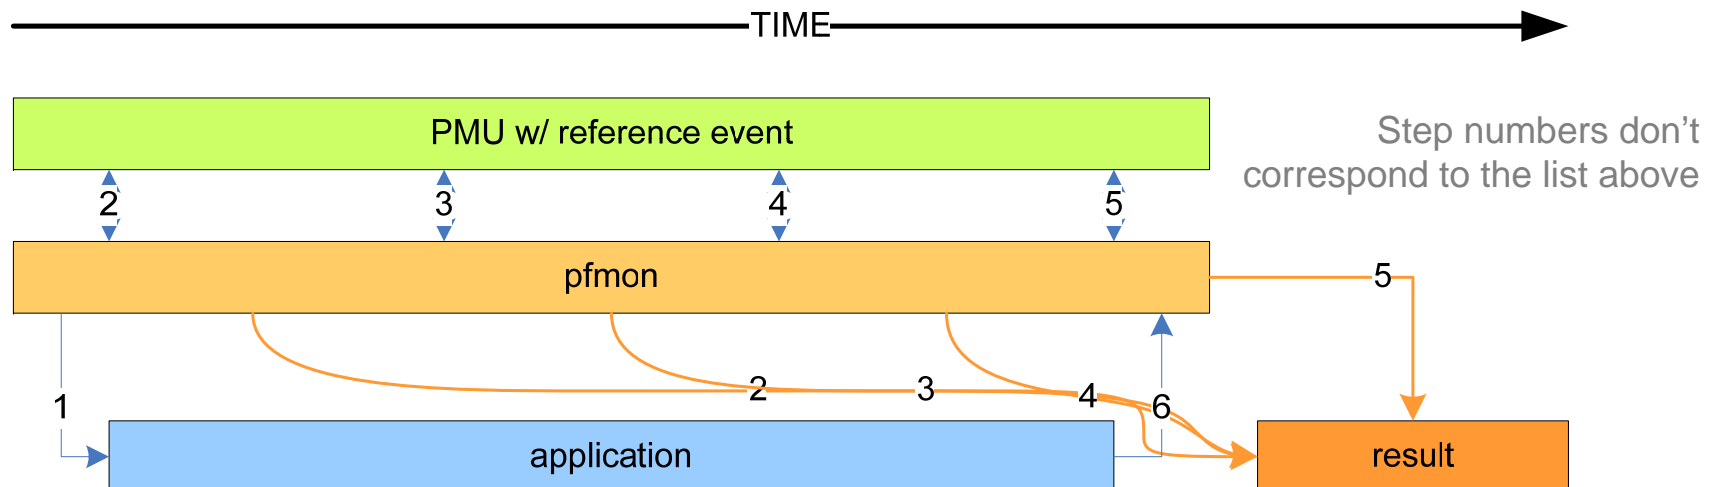 TIME
PMU w/ reference event
Step numbers don't
correspond to the list above
2 3 4 5
pfmon
5
2 3 4
1 6
application
result